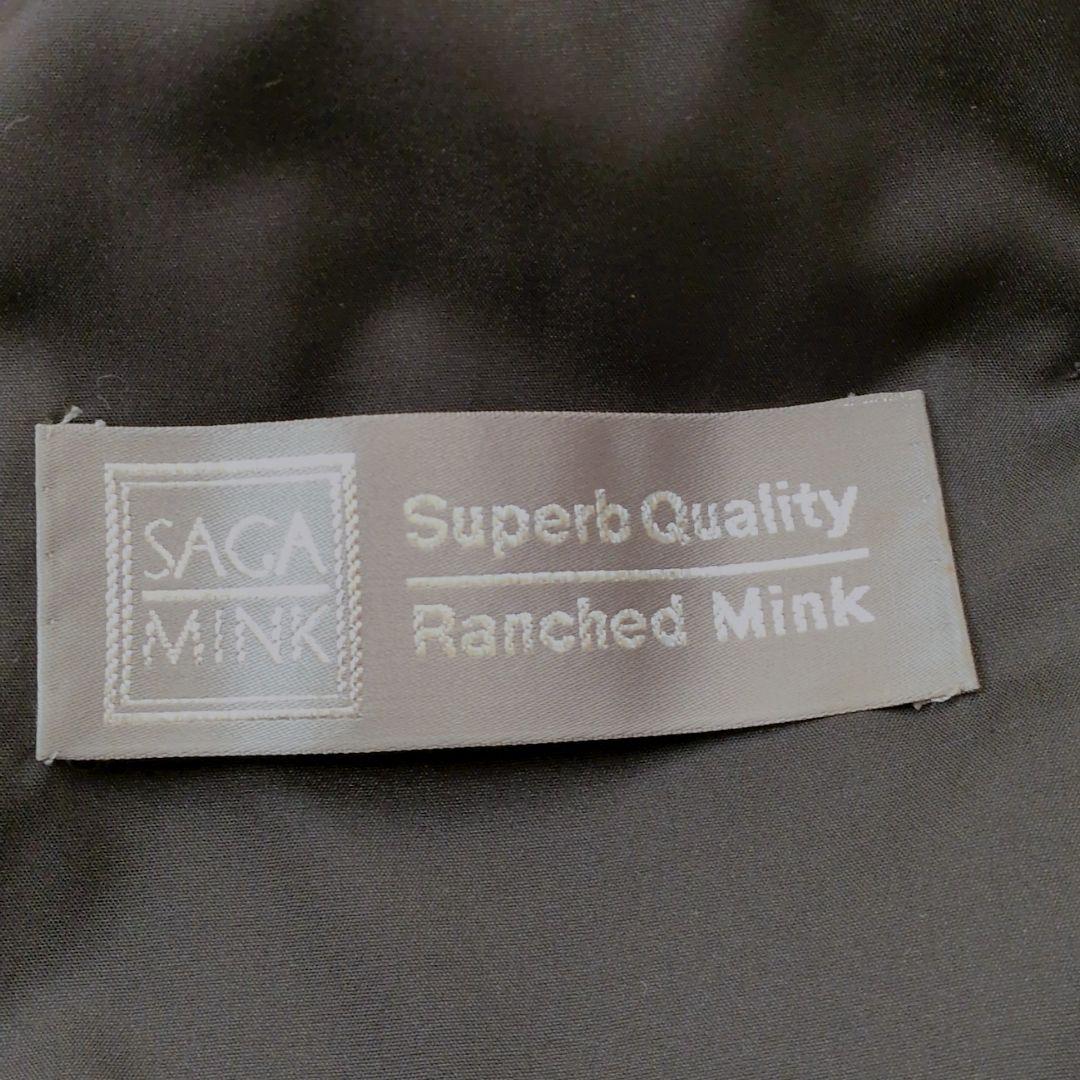 SAGA
MINK
Superb Quality
Ranched Mink